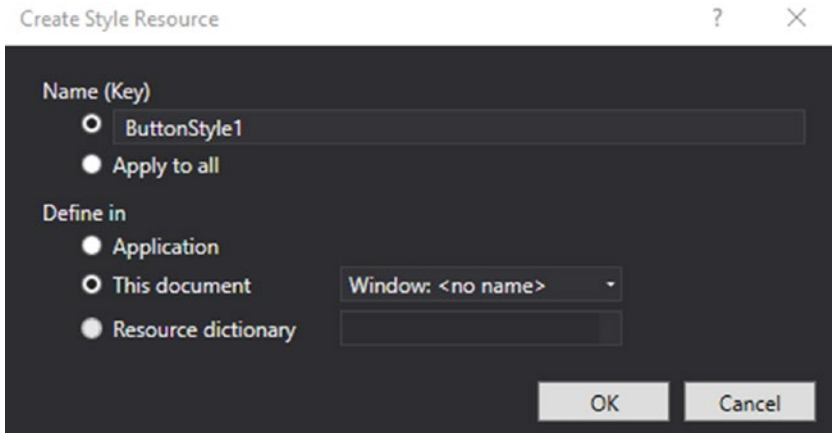 Create Style Resource ?
Name (Key)
ButtonStyle1
Apply to all
Define in
Application
This document Window: <no name>
Resource dictionary
OK Cancel